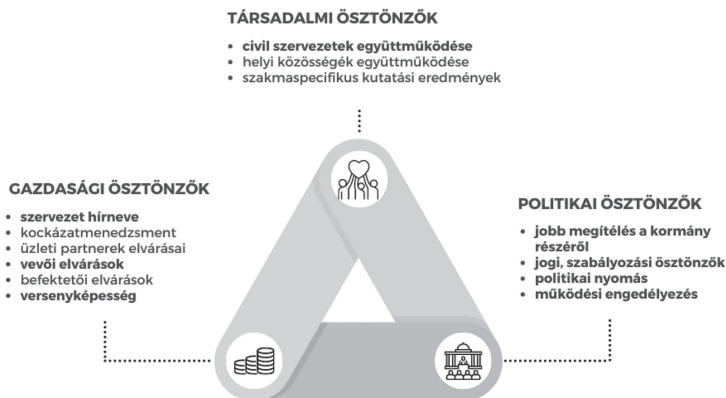 TÁRSADALMI ÖSZTÖNZŐK
• civil szervezetek együttműködése
• helyi közösségék együttműködése
• szakmaspecifikus kutatási eredmények
GAZDASÁGI ÖSZTÖNZŐK
• szervezet hírneve
• kockázatmenedzsment
• üzleti partnerek elvárásai
• vevői elvárások
• befektetői elvárások
• versenyképesség
POLITIKAI ÖSZTÖNZŐK
• jobb megítélés a kormány
részéről
• jogi, szabályozási ösztönzők
• politikai nyomás
• működési engedélyezés